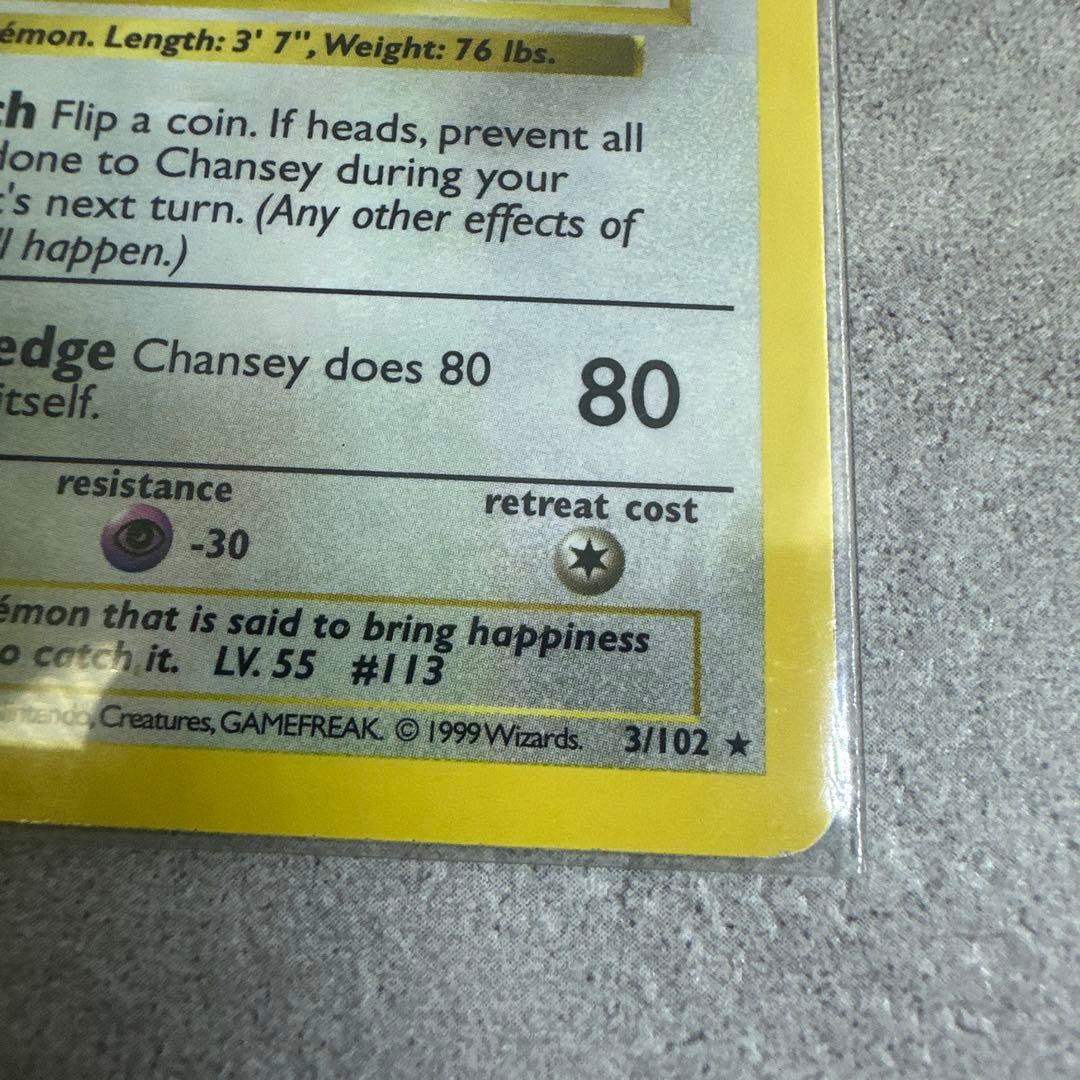 émon. Length: 3' 7", Weight: 76 lbs.
ch Flip a coin. If heads, prevent all
done to Chansey during your
t's next turn. (Any other effects of
ll happen.)
edge Chansey does 80
itself.
80
resistance
-30
retreat cost
émon that is said to bring happiness
o catch it. LV. 55 #113
Nintendo, Creatures, GAMEFREAK. © 1999 Wizards. 3/102 ★